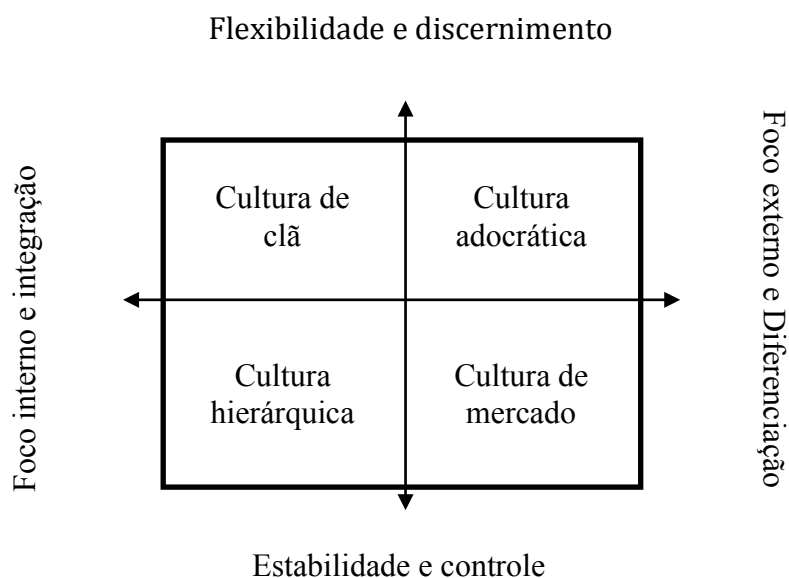 Flexibilidade e discernimento
Foco interno e integração
Foco externo e Diferenciação
Cultura de
clã
Cultura
adocrática
Cultura
hierárquica
Cultura de
mercado
Estabilidade e controle